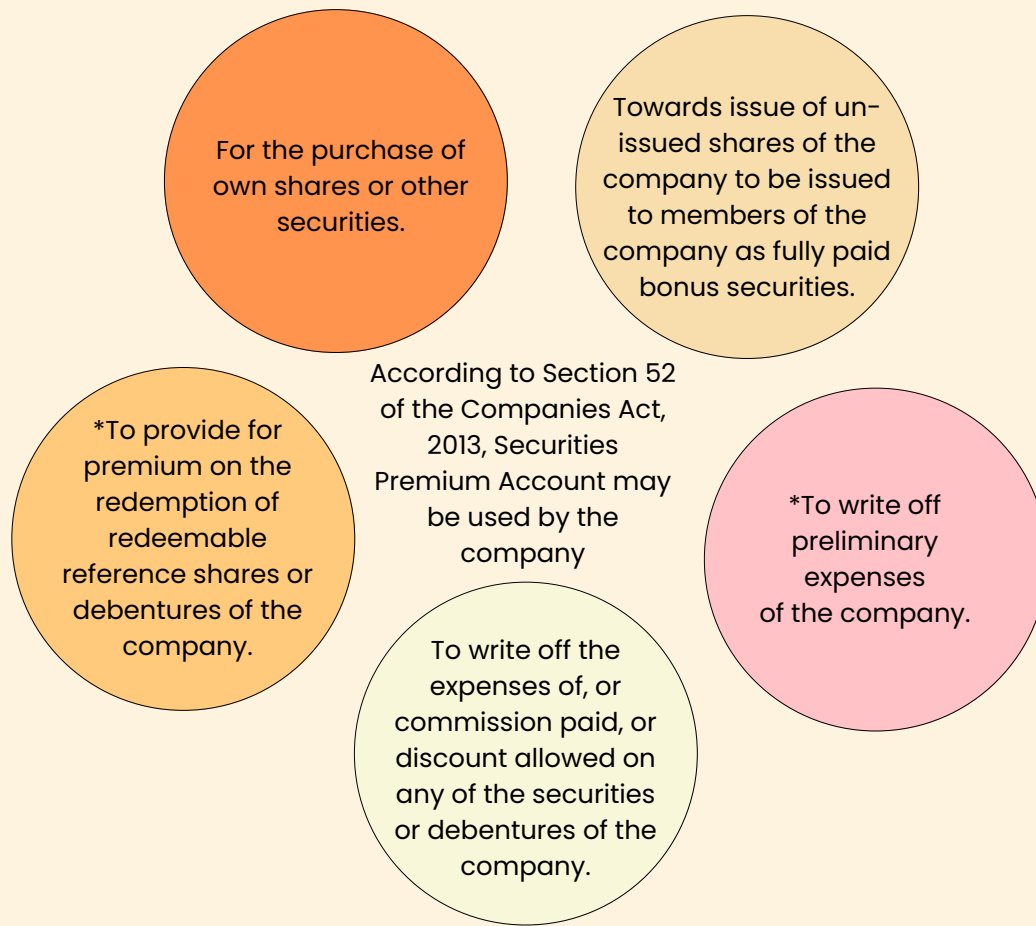 For the purchase of
own shares or other
securities.
Towards issue of un-
issued shares of the
company to be issued
to members of the
company as fully paid
bonus securities.
According to Section 52
of the Companies Act,
2013, Securities
Premium Account may
be used by the
company
*To provide for
premium on the
redemption of
redeemable
reference shares or
debentures of the
company.
*To write off
preliminary
expenses
of the company.
To write off the
expenses of, or
commission paid, or
discount allowed on
any of the securities
or debentures of the
company.